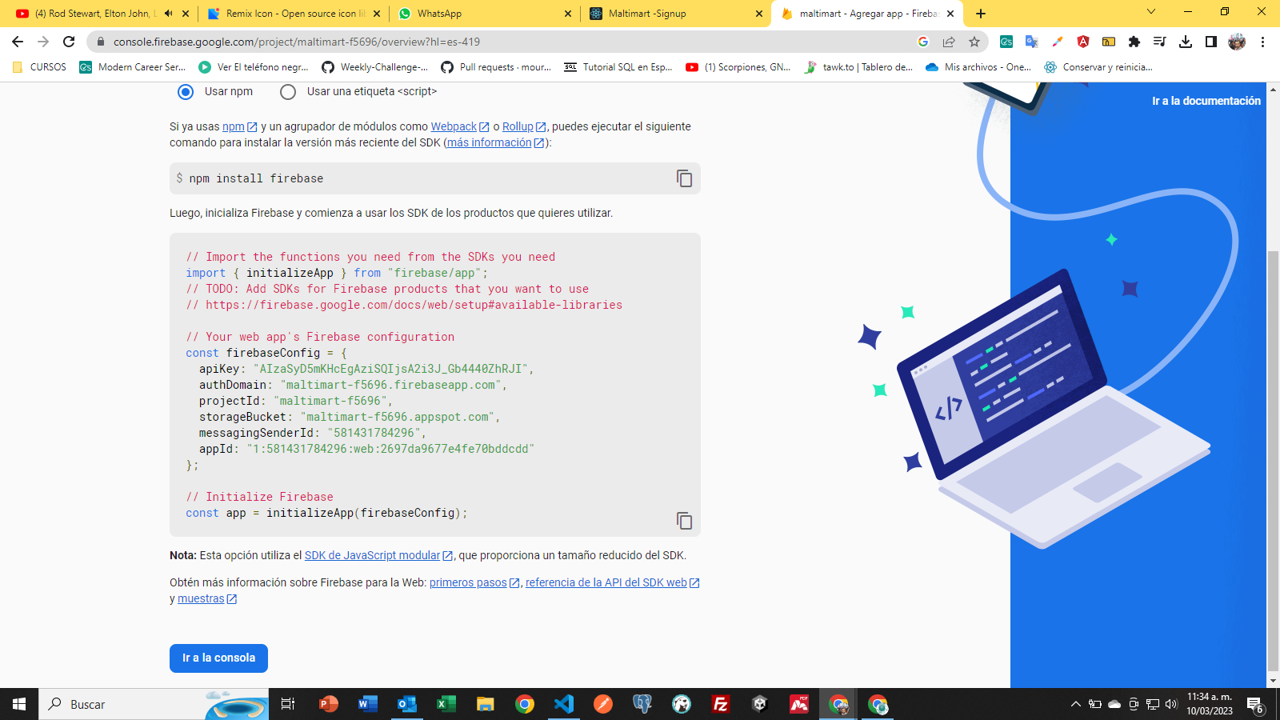 (4) Rod Stewart, Elton John, L
Remix Icon - Open source icon lib
WhatsApp
Maltimart -Signup
maltimart - Agregar app - Fireba
console.firebase.google.com/project/maltimart-f5696/overview?hl=es-419
CURSOS
Modern Career Ser...
Ver El teléfono negr...
Weekly-Challenge-...
Pull requests · mour...
Tutorial SQL en Esp...
(1) Scorpiones, GN...
tawk.to | Tablero de...
Mis archivos - One...
Conservar y reinicia...
Usar npm
Usar una etiqueta <script>
Ir a la documentación
Si ya usas npm y un agrupador de módulos como Webpack o Rollup, puedes ejecutar el siguiente
comando para instalar la versión más reciente del SDK (más información):
$ npm install firebase
Luego, inicializa Firebase y comienza a usar los SDK de los productos que quieres utilizar.
// Import the functions you need from the SDKs you need
import { initializeApp } from "firebase/app";
// TODO: Add SDKs for Firebase products that you want to use
// https://firebase.google.com/docs/web/setup#available-libraries
// Your web app's Firebase configuration
const firebaseConfig = {
apiKey: "AIzaSyD5mKHcEgAziSQIjsA2i3J_Gb4440ZhRJI",
authDomain: "maltimart-f5696.firebaseapp.com",
projectId: "maltimart-f5696",
storageBucket: "maltimart-f5696.appspot.com",
messagingSenderId: "581431784296",
appId: "1:581431784296:web:2697da9677e4fe70bddcdd"
};
// Initialize Firebase
const app = initializeApp(firebaseConfig);
Nota: Esta opción utiliza el SDK de JavaScript modular, que proporciona un tamaño reducido del SDK.
Obtén más información sobre Firebase para la Web: primeros pasos, referencia de la API del SDK web
y muestras
Ir a la consola
Buscar
11:34 a. m.
10/03/2023
6